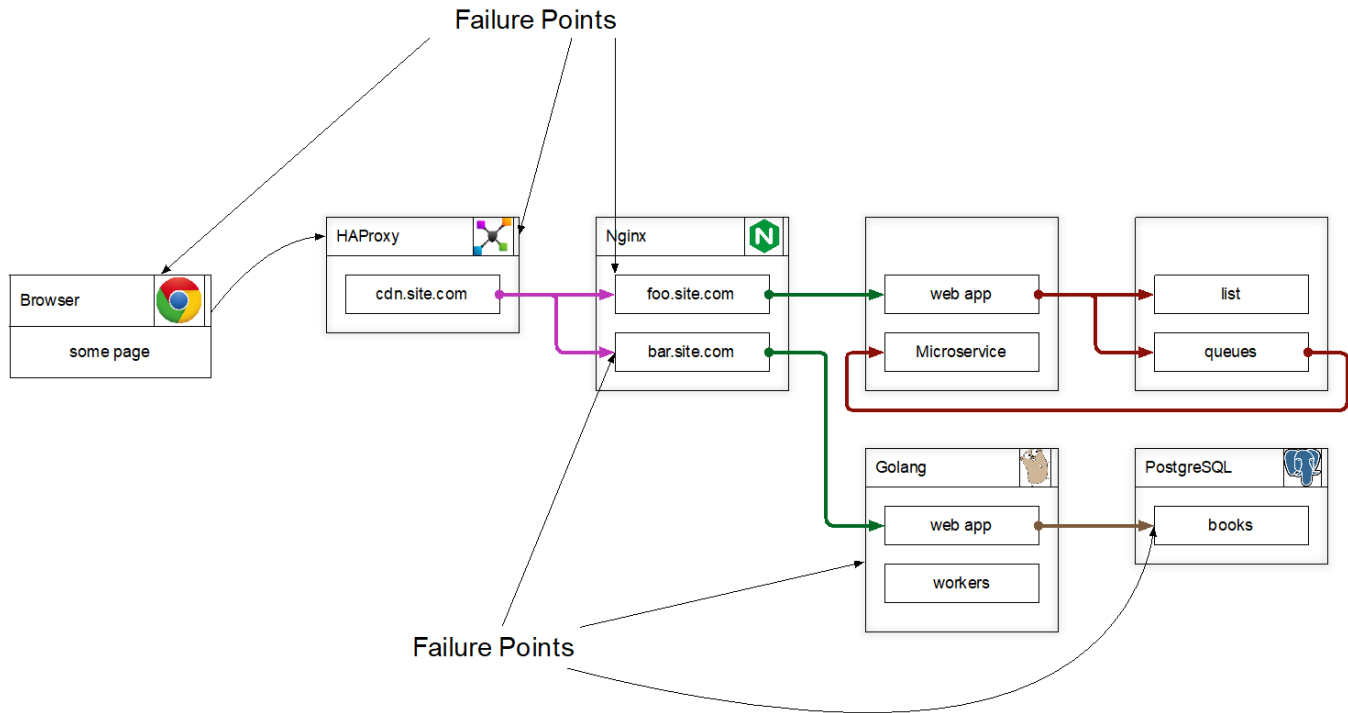 Failure Points
HAProxy
Nginx
Browser
cdn.site.com
foo.site.com
web app
list
some page
bar.site.com
Microservice
queues
Golang
PostgreSQL
web app
books
workers
Failure Points